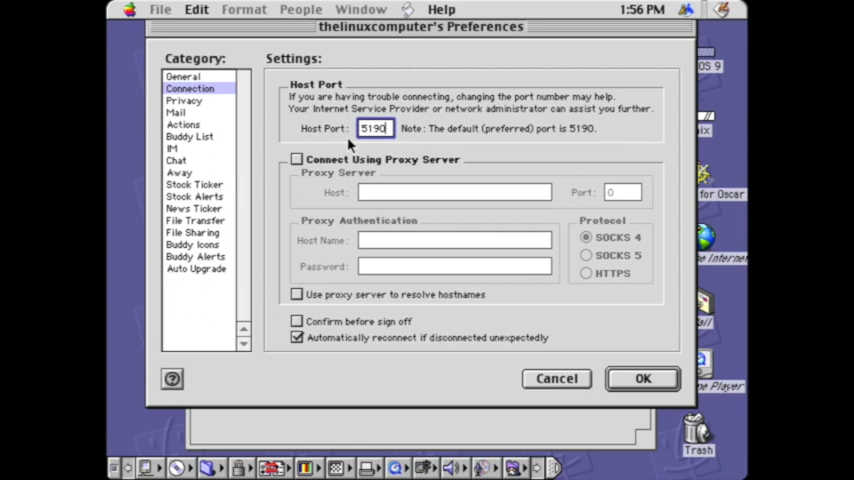 File Edit Format People Window Help 1:56 PM
thelinuxcomputer's Preferences
Category:
General
Connection
Privacy
Mail
Actions
Buddy List
IM
Chat
Away
Stock Ticker
Stock Alerts
News Ticker
File Transfer
File Sharing
Buddy Icons
Buddy Alerts
Auto Upgrade
Settings:
Host Port
If you are having trouble connecting, changing the port number may help.
Your Internet Service Provider or network administrator can assist you further.
Host Port: 5190 Note: The default (preferred) port is 5190.
Connect Using Proxy Server
Proxy Server
Host: Port: 0
Proxy Authentication
Host Name:
Password:
Protocol
SOCKS 4
SOCKS 5
HTTPS
Use proxy server to resolve hostnames
Confirm before sign off
Automatically reconnect if disconnected unexpectedly
? Cancel OK
OS 9
nix
for Oscar
e Internet
ail
me Player
Trash